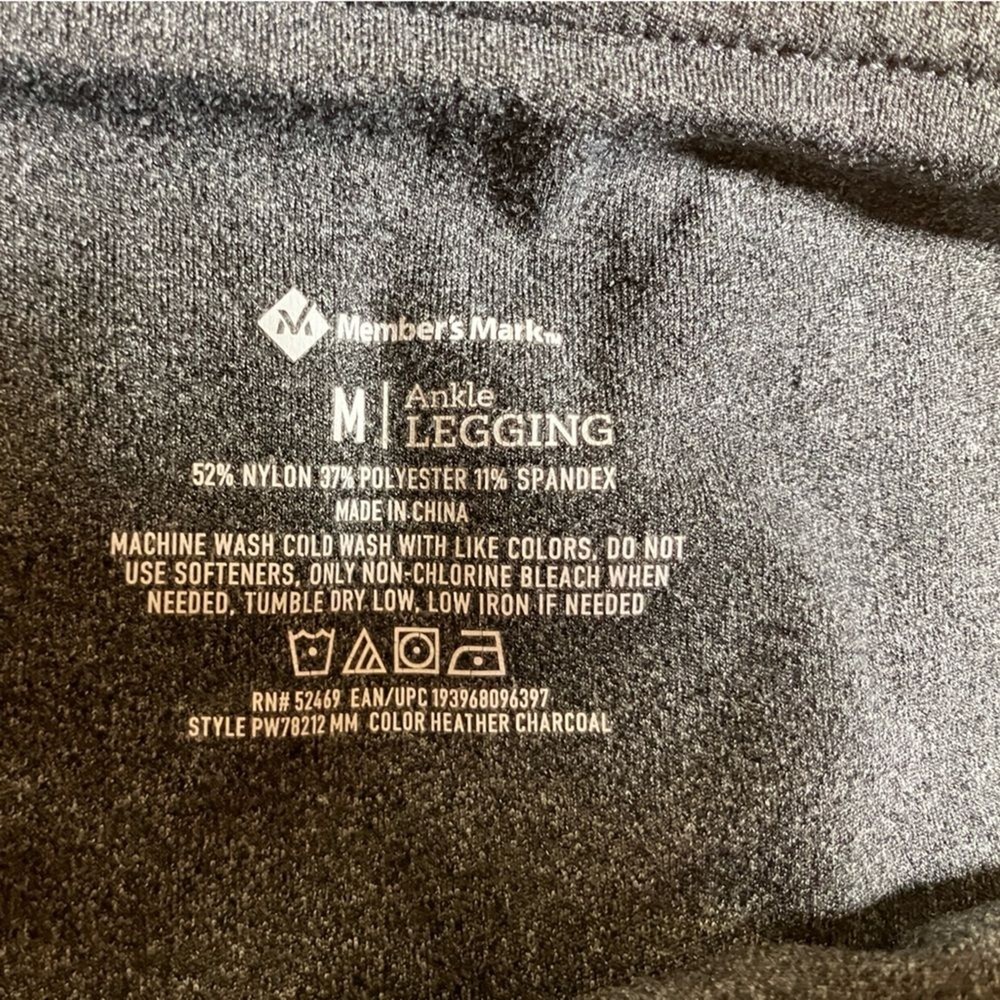 Member's Mark™
M | Ankle
LEGGING
52% NYLON 37% POLYESTER 11% SPANDEX
MADE IN CHINA
MACHINE WASH COLD WASH WITH LIKE COLORS, DO NOT
USE SOFTENERS, ONLY NON-CHLORINE BLEACH WHEN
NEEDED, TUMBLE DRY LOW, LOW IRON IF NEEDED
RN# 52469 EAN/UPC 193968096397
STYLE PW78212 MM COLOR HEATHER CHARCOAL